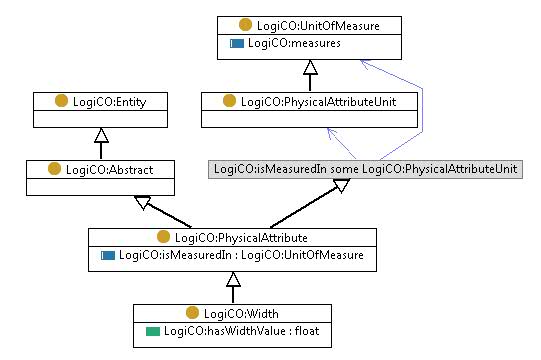 LogiCO:UnitOfMeasure
LogiCO:measures
LogiCO:Entity
LogiCO:PhysicalAttributeUnit
LogiCO:Abstract
LogiCO:isMeasuredIn some LogiCO:PhysicalAttributeUnit
LogiCO:PhysicalAttribute
LogiCO:isMeasuredIn : LogiCO:UnitOfMeasure
LogiCO:Width
LogiCO:hasWidthValue : float